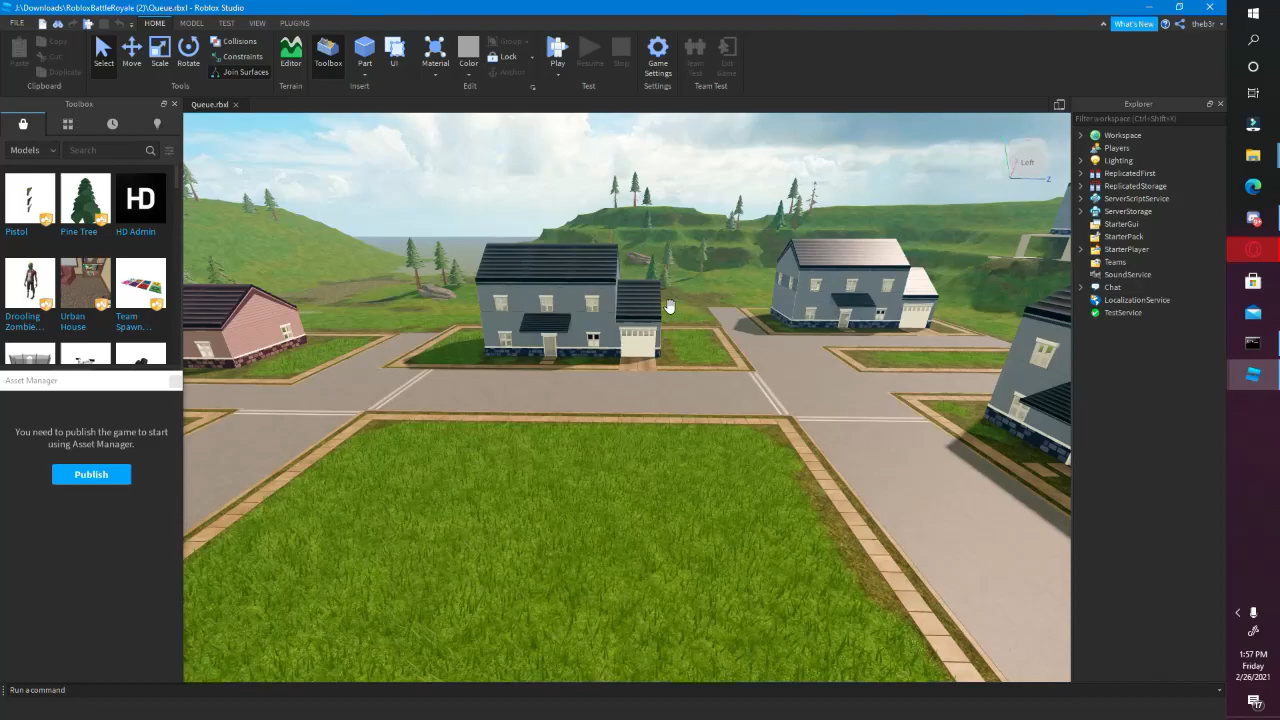 J:\Downloads\RobloxBattleRoyale (2)\Queue.rbxl - Roblox Studio
FILE HOME MODEL TEST VIEW PLUGINS What's New theb3r
Paste Copy Cut Duplicate Select Move Scale Rotate Collisions Constraints Join Surfaces Editor Toolbox Part UI Material Color Group Lock Anchor Play Resume Stop Game Settings Team Test Exit Game
Clipboard Tools Terrain Insert Edit Test Settings Team Test
Toolbox
Queue.rbxl
Explorer
Filter workspace (Ctrl+Shift+X)
Models Search
HD
Pistol Pine Tree HD Admin
Drooling Zombie... Urban House Team Spawn...
Asset Manager
You need to publish the game to start
using Asset Manager.
Publish
Left
Z
Workspace
Players
Lighting
ReplicatedFirst
ReplicatedStorage
ServerScriptService
ServerStorage
StarterGui
StarterPack
StarterPlayer
Teams
SoundService
Chat
LocalizationService
TestService
Run a command
1:57 PM
Friday
2/26/2021
17